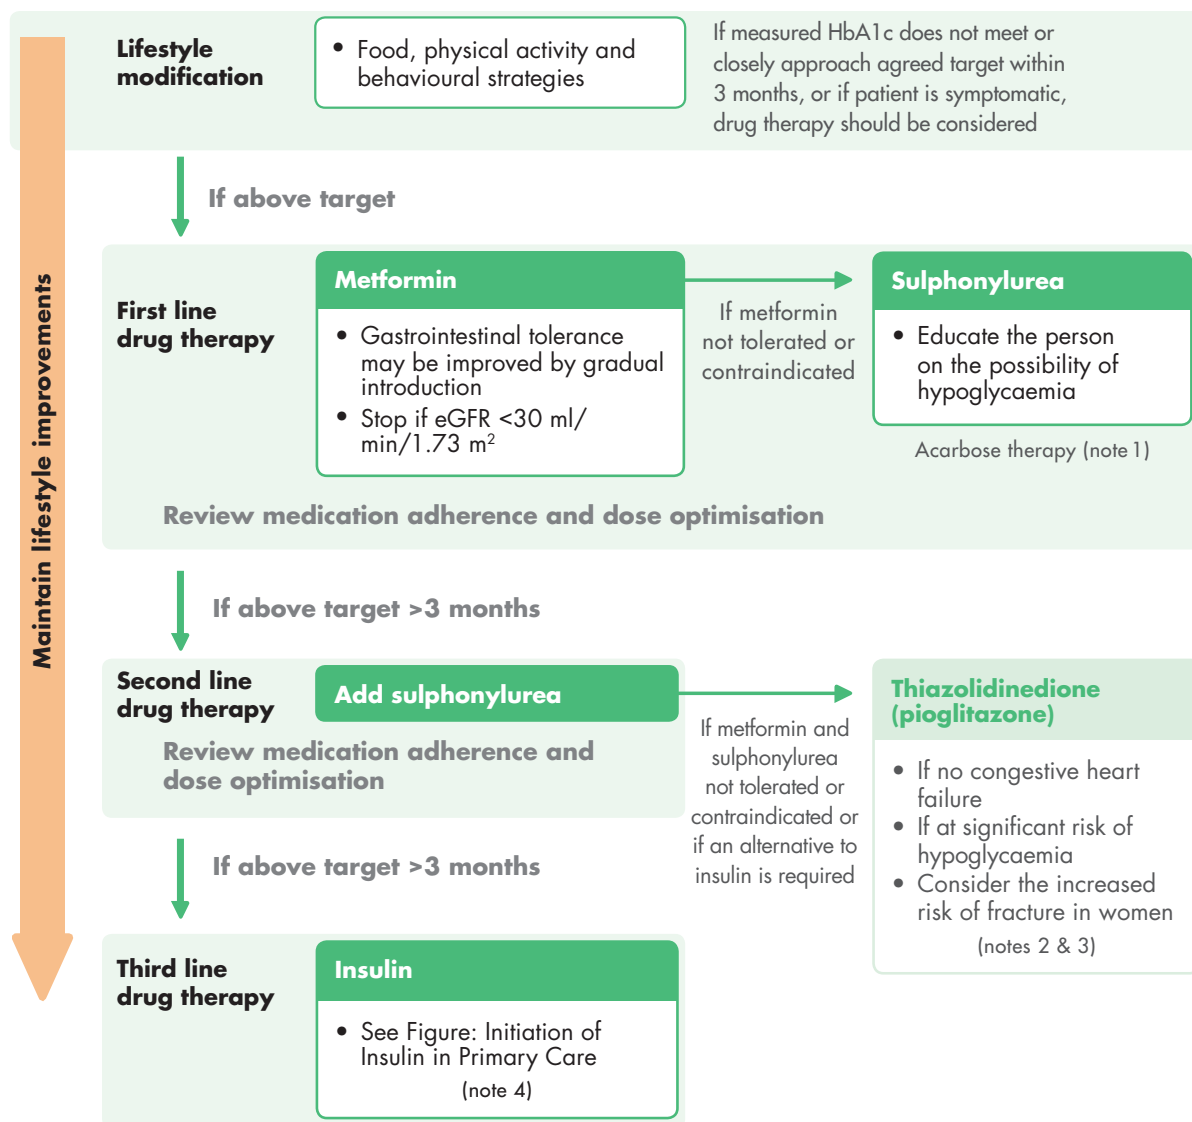 Lifestyle
modification
• Food, physical activity and
behavioural strategies
If measured HbA1c does not meet or
closely approach agreed target within
3 months, or if patient is symptomatic,
drug therapy should be considered
If above target
Maintain lifestyle improvements
First line
drug therapy
Metformin
• Gastrointestinal tolerance
may be improved by gradual
introduction
• Stop if eGFR <30 ml/
min/1.73 m²
If metformin
not tolerated or
contraindicated
Sulphonylurea
• Educate the person
on the possibility of
hypoglycaemia
Acarbose therapy (note 1)
Review medication adherence and dose optimisation
If above target >3 months
Second line
drug therapy
Add sulphonylurea
Review medication adherence and
dose optimisation
If metformin and
sulphonylurea
not tolerated or
contraindicated or
if an alternative to
insulin is required
Thiazolidinedione
(pioglitazone)
• If no congestive heart
failure
• If at significant risk of
hypoglycaemia
• Consider the increased
risk of fracture in women
(notes 2 & 3)
If above target >3 months
Third line
drug therapy
Insulin
• See Figure: Initiation of
Insulin in Primary Care
(note 4)